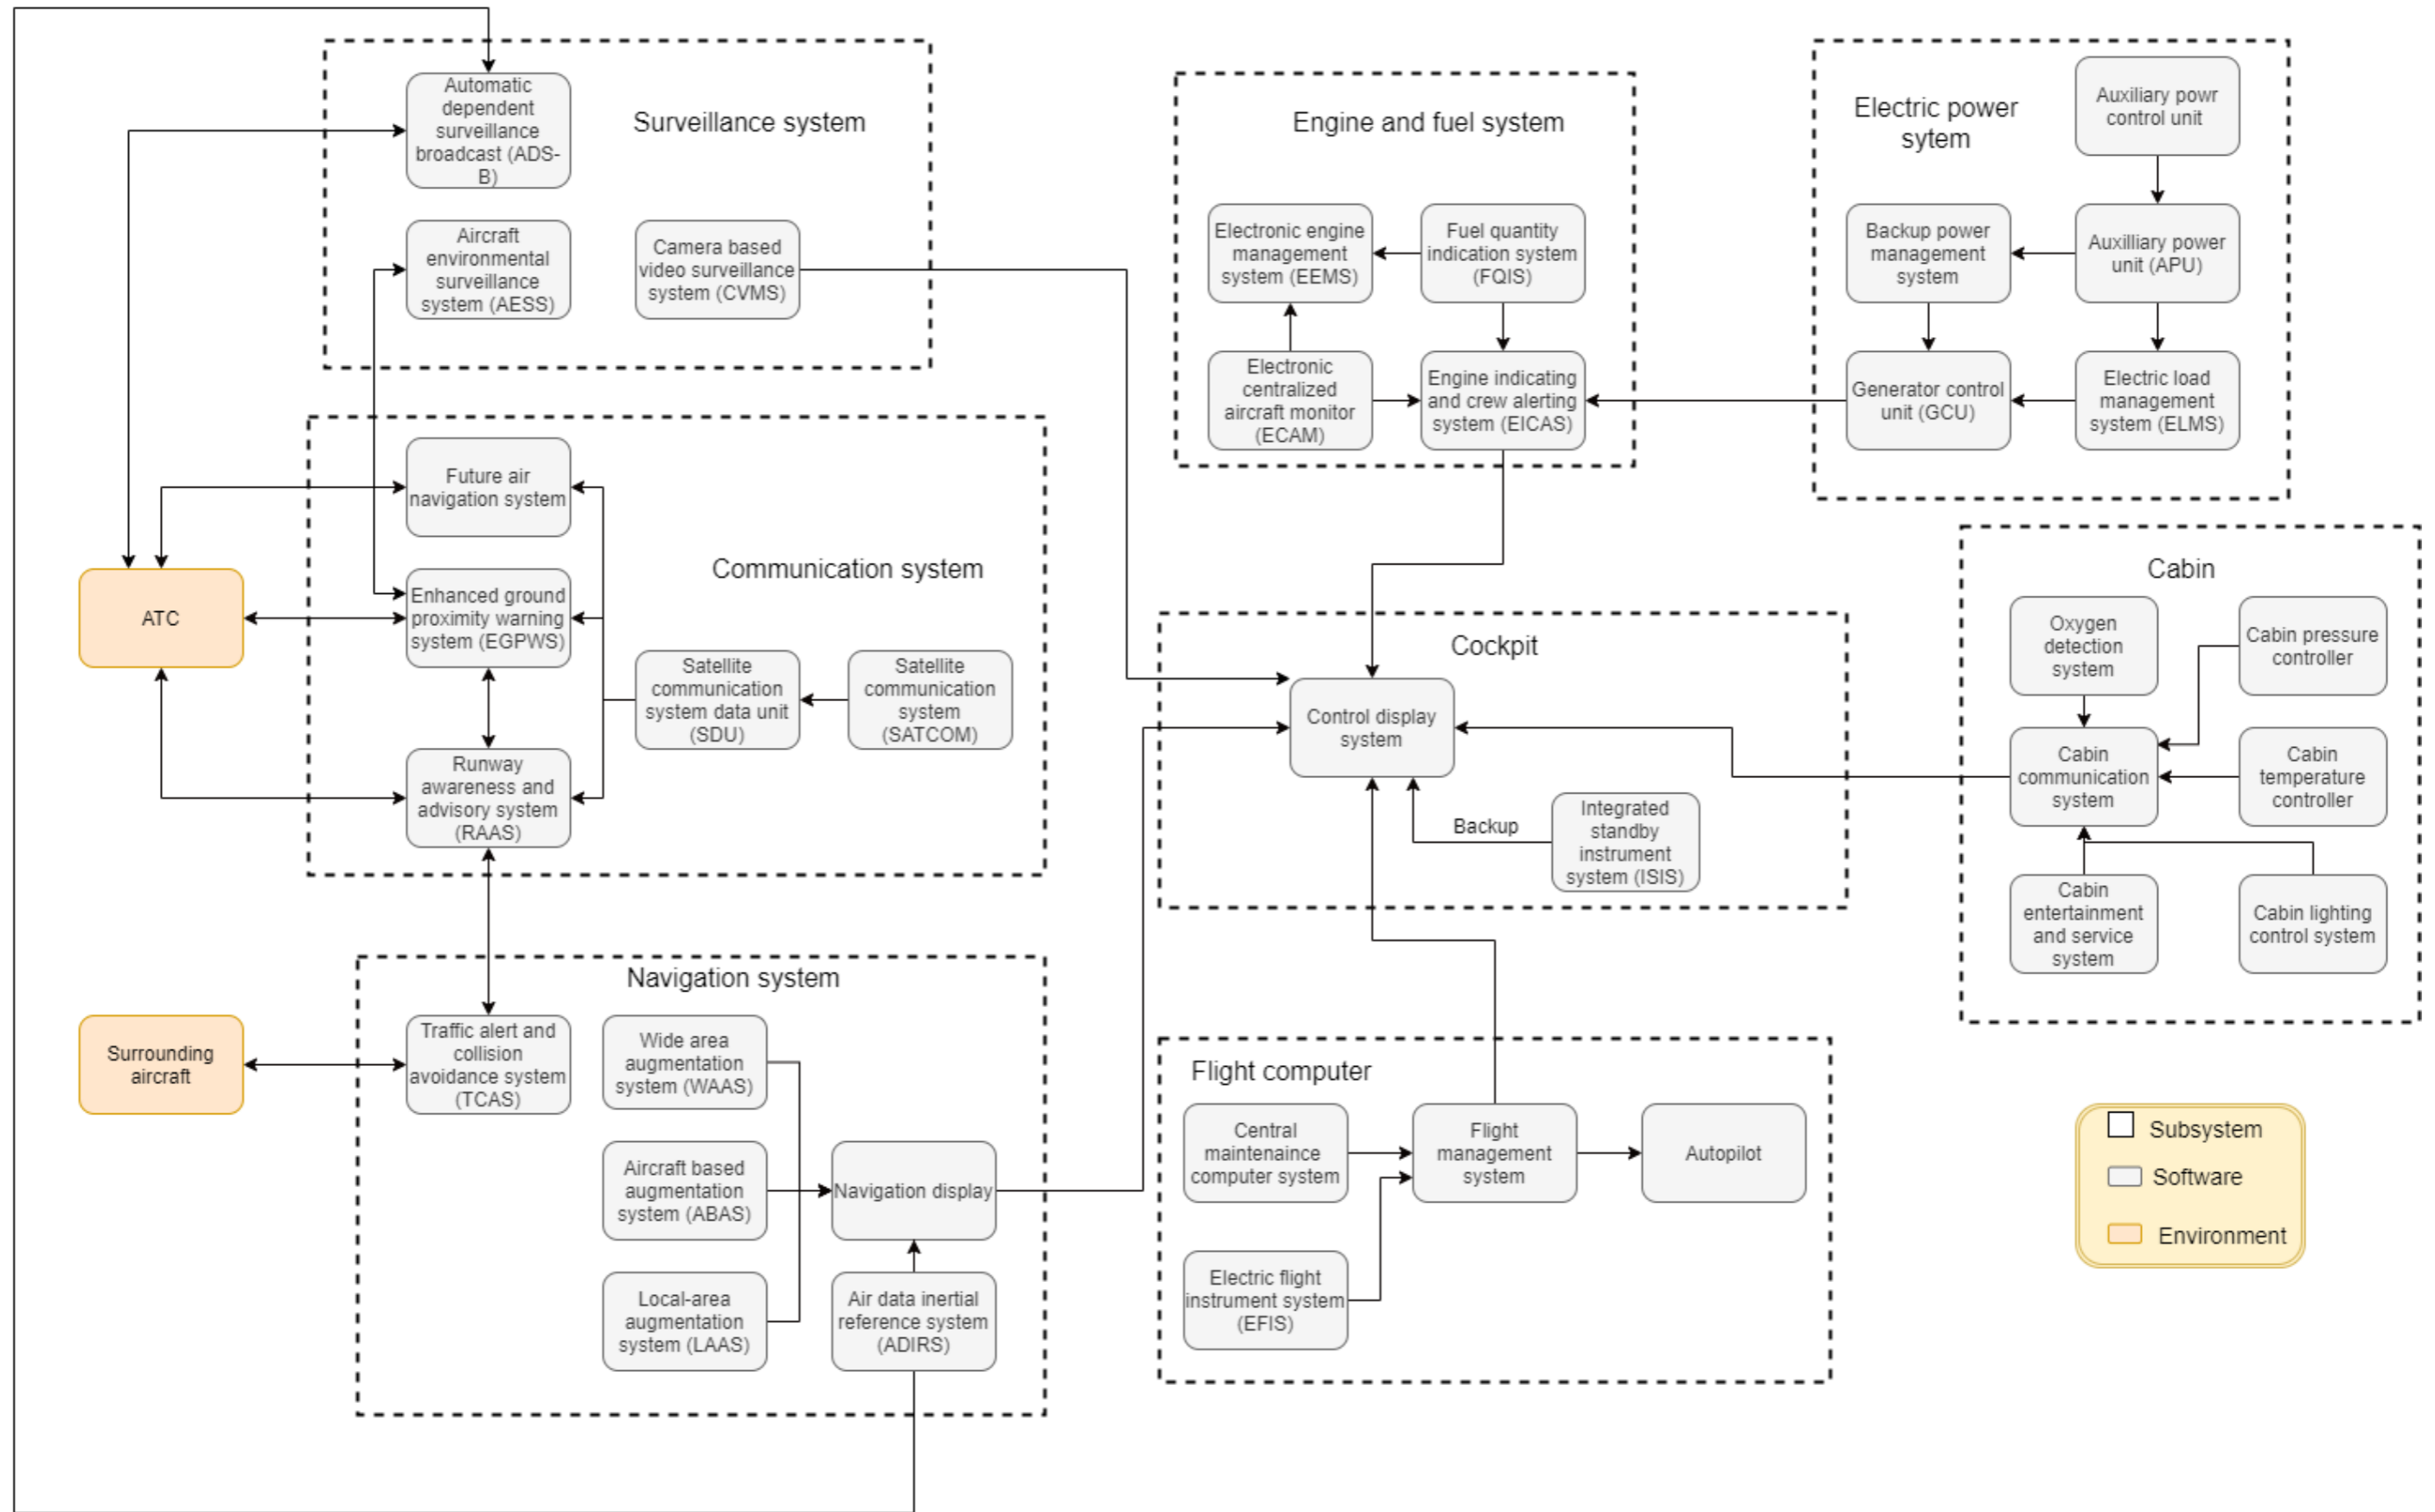 Automatic
dependent
surveillance
broadcast (ADS-
B)
Surveillance system
Aircraft
environmental
surveillance
system (AESS)
Camera based
video surveillance
system (CVMS)
Engine and fuel system
Electronic engine
management
system (EEMS)
Fuel quantity
indication system
(FQIS)
Electronic
centralized
aircraft monitor
(ECAM)
Engine indicating
and crew alerting
system (EICAS)
Electric power
sytem
Auxiliary powr
control unit
Backup power
management
system
Auxilliary power
unit (APU)
Generator control
unit (GCU)
Electric load
management
system (ELMS)
Future air
navigation system
Communication system
ATC
Enhanced ground
proximity warning
system (EGPWS)
Satellite
communication
system data unit
(SDU)
Satellite
communication
system
(SATCOM)
Runway
awareness and
advisory system
(RAAS)
Cockpit
Control display
system
Backup
Integrated
standby
instrument
system (ISIS)
Cabin
Oxygen
detection
system
Cabin pressure
controller
Cabin
communication
system
Cabin
temperature
controller
Cabin
entertainment
and service
system
Cabin lighting
control system
Navigation system
Surrounding
aircraft
Traffic alert and
collision
avoidance system
(TCAS)
Wide area
augmentation
system (WAAS)
Aircraft based
augmentation
system (ABAS)
Navigation display
Local-area
augmentation
system (LAAS)
Air data inertial
reference system
(ADIRS)
Flight computer
Central
maintenaince
computer system
Flight
management
system
Autopilot
Electric flight
instrument system
(EFIS)
Subsystem
Software
Environment